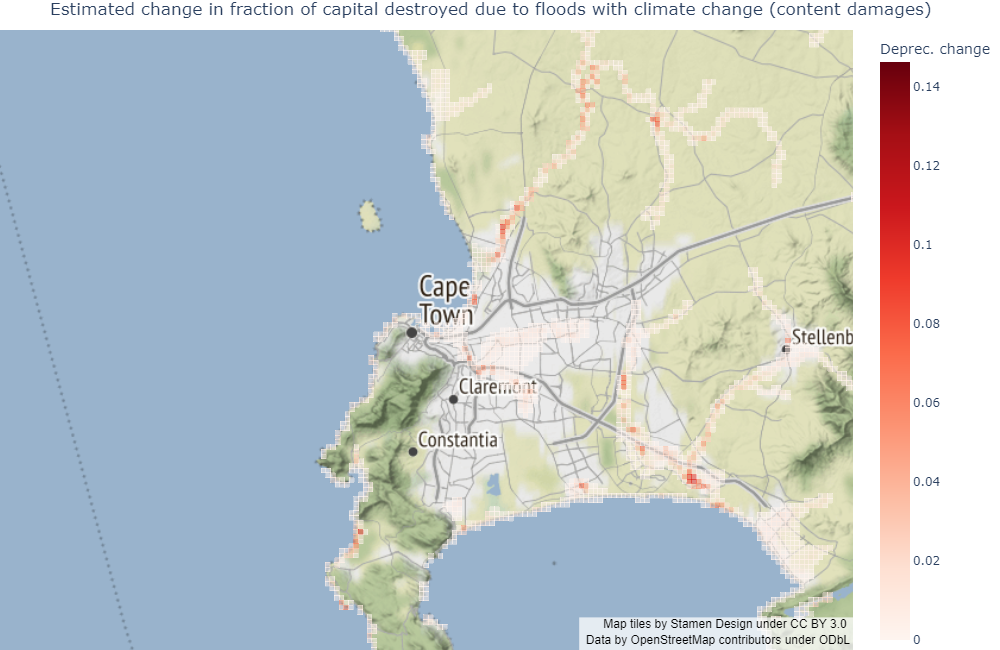 Estimated change in fraction of capital destroyed due to floods with climate change (content damages)
Deprec. change
0.14
0.12
0.1
0.08
0.06
0.04
0.02
0
Cape
Town
Stellenb
Claremont
Constantia
Map tiles by Stamen Design under CC BY 3.0
Data by OpenStreetMap contributors under ODbL